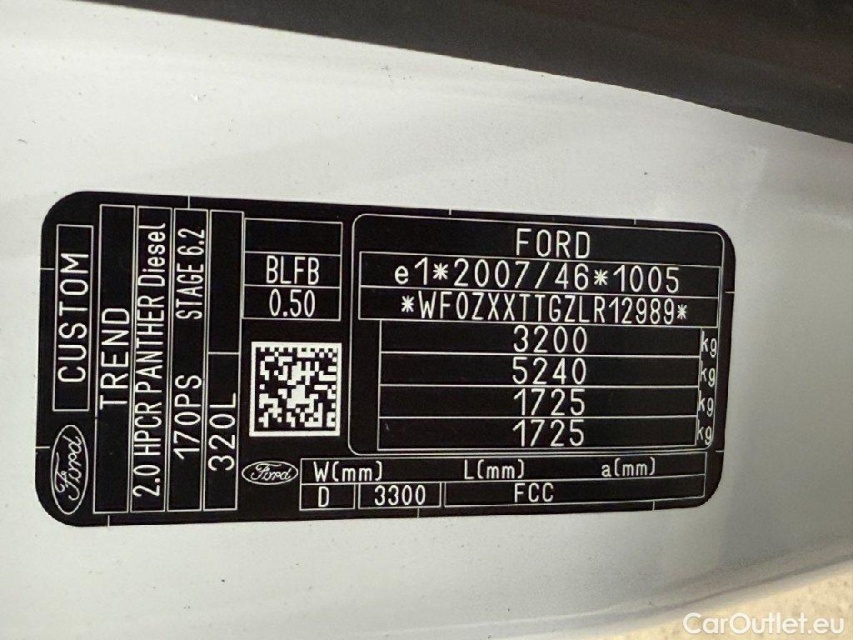 Ford
CUSTOM
TREND
2.0 HPCR PANTHER Diesel
170PS STAGE 6.2
320L
BLFB
0.50
FORD
e1*2007/46*1005
*WF0ZXXTTGZLR12989*
3200 kg
5240 kg
1725 kg
1725 kg
Ford
W(mm) L(mm) a(mm)
D 3300 FCC
CarOutlet.eu